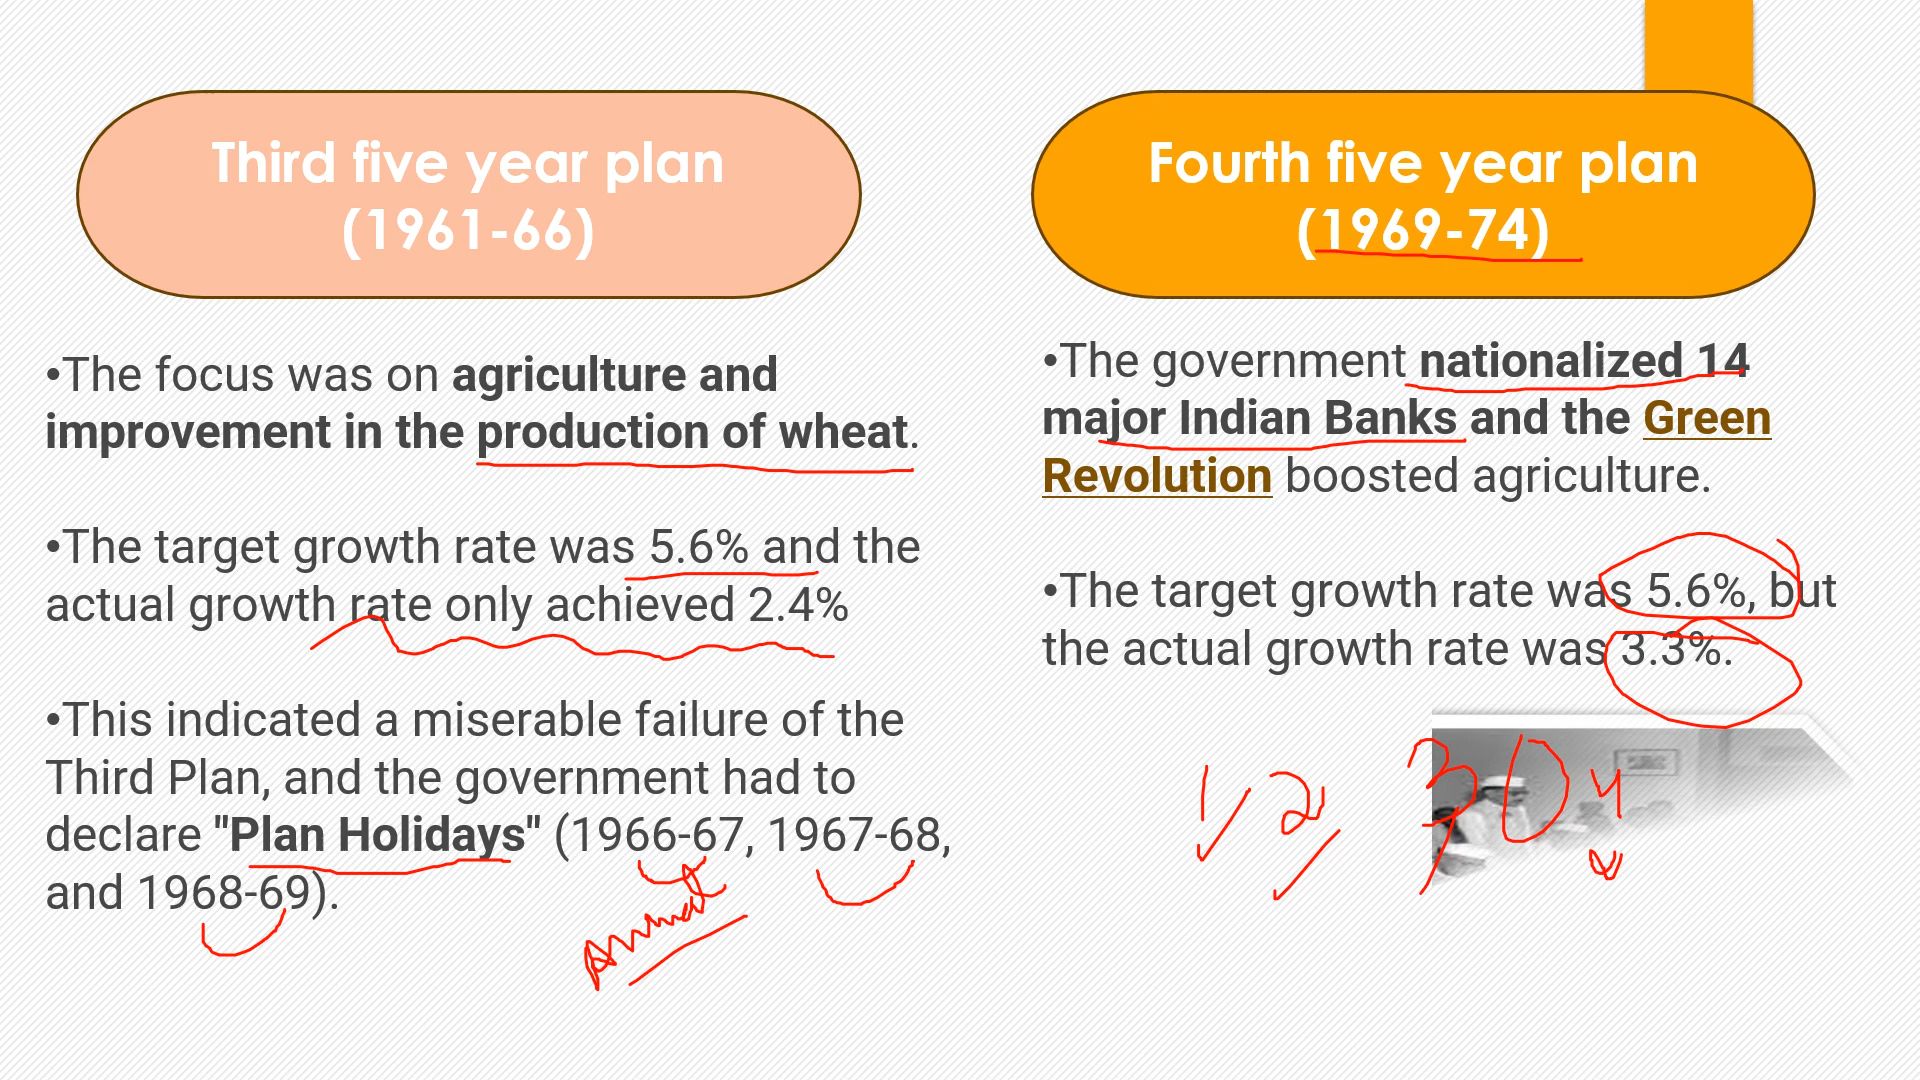 Third five year plan
(1961-66)
•The focus was on agriculture and
improvement in the production of wheat.
•The target growth rate was 5.6% and the
actual growth rate only achieved 2.4%
•This indicated a miserable failure of the
Third Plan, and the government had to
declare "Plan Holidays" (1966-67, 1967-68,
and 1968-69).
Fourth five year plan
(1969-74)
•The government nationalized 14
major Indian Banks and the Green
Revolution boosted agriculture.
•The target growth rate was 5.6%, but
the actual growth rate was 3.3%.
1 2 3 0 4